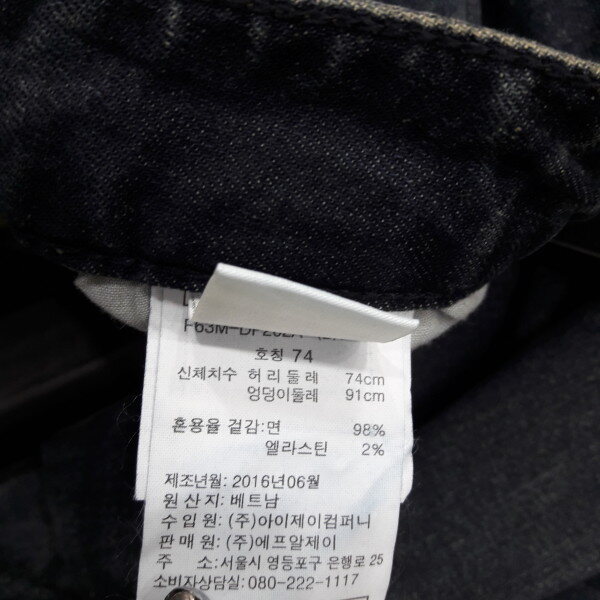 호칭 74
신체치수 허리둘레 74cm
엉덩이둘레 91cm
혼용율 겉감:면 98%
엘라스틴 2%
제조년월: 2016년06월
원산지: 베트남
수입원: (주)아이제이컴퍼니
판매원: (주)에프알제이
주 소: 서울시 영등포구 은행로 25
소비자상담실: 080-222-1117